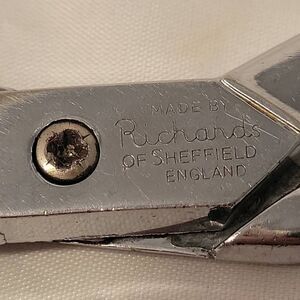 MADE BY
Richards
OF SHEFFIELD
ENGLAND